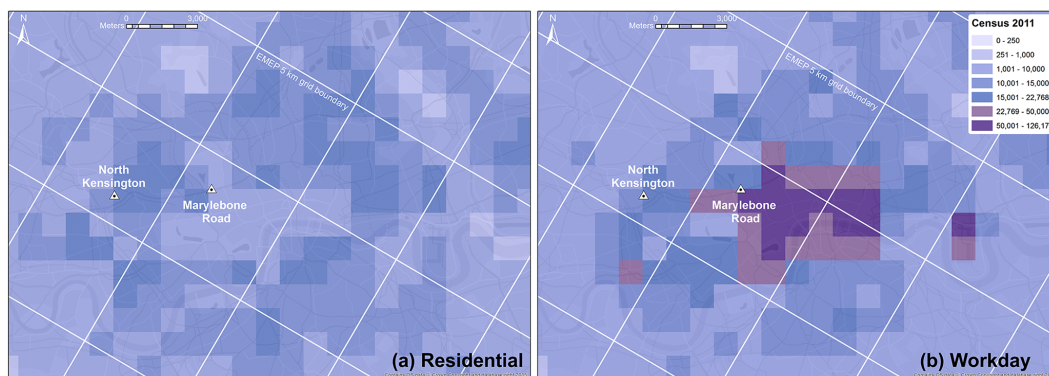 N
0 3,000
Meters
EMEP 5 km grid boundary
North
Kensington
Marylebone
Road
(a) Residential
N
0 3,000
Meters
EMEP 5 km grid boundary
North
Kensington
Marylebone
Road
(b) Workday
Census 2011
0 - 250
251 - 1,000
1,001 - 10,000
10,001 - 15,000
15,001 - 22,768
22,769 - 50,000
50,001 - 126,17